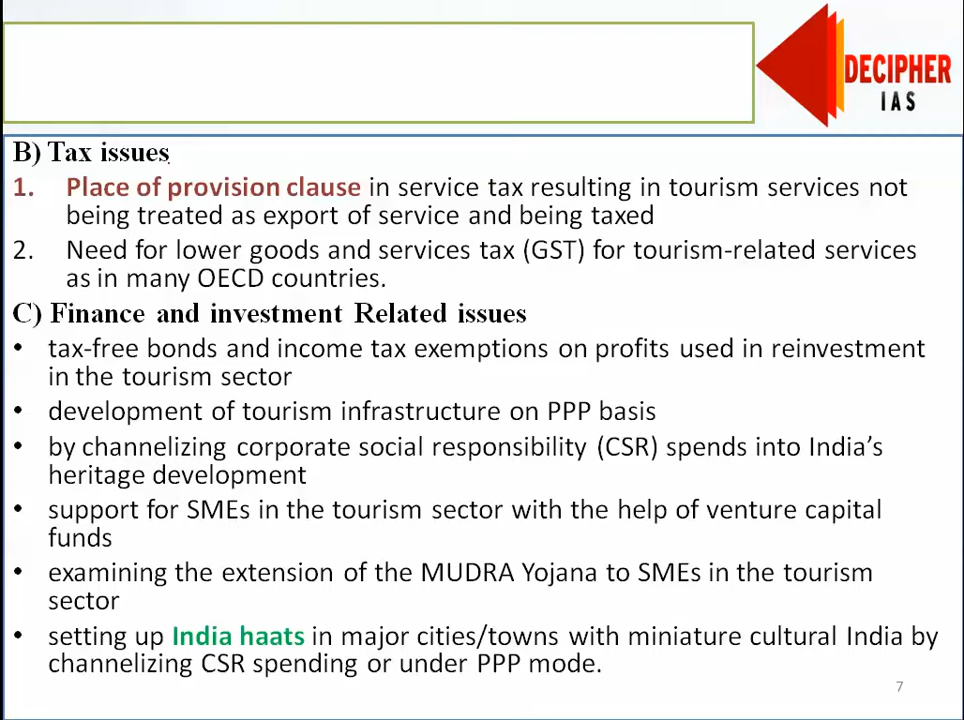 DECIPHER
IAS
B) Tax issues
1. Place of provision clause in service tax resulting in tourism services not
being treated as export of service and being taxed
2. Need for lower goods and services tax (GST) for tourism-related services
as in many OECD countries.
C) Finance and investment Related issues
• tax-free bonds and income tax exemptions on profits used in reinvestment
in the tourism sector
• development of tourism infrastructure on PPP basis
• by channelizing corporate social responsibility (CSR) spends into India's
heritage development
• support for SMEs in the tourism sector with the help of venture capital
funds
• examining the extension of the MUDRA Yojana to SMEs in the tourism
sector
• setting up India haats in major cities/towns with miniature cultural India by
channelizing CSR spending or under PPP mode.
7